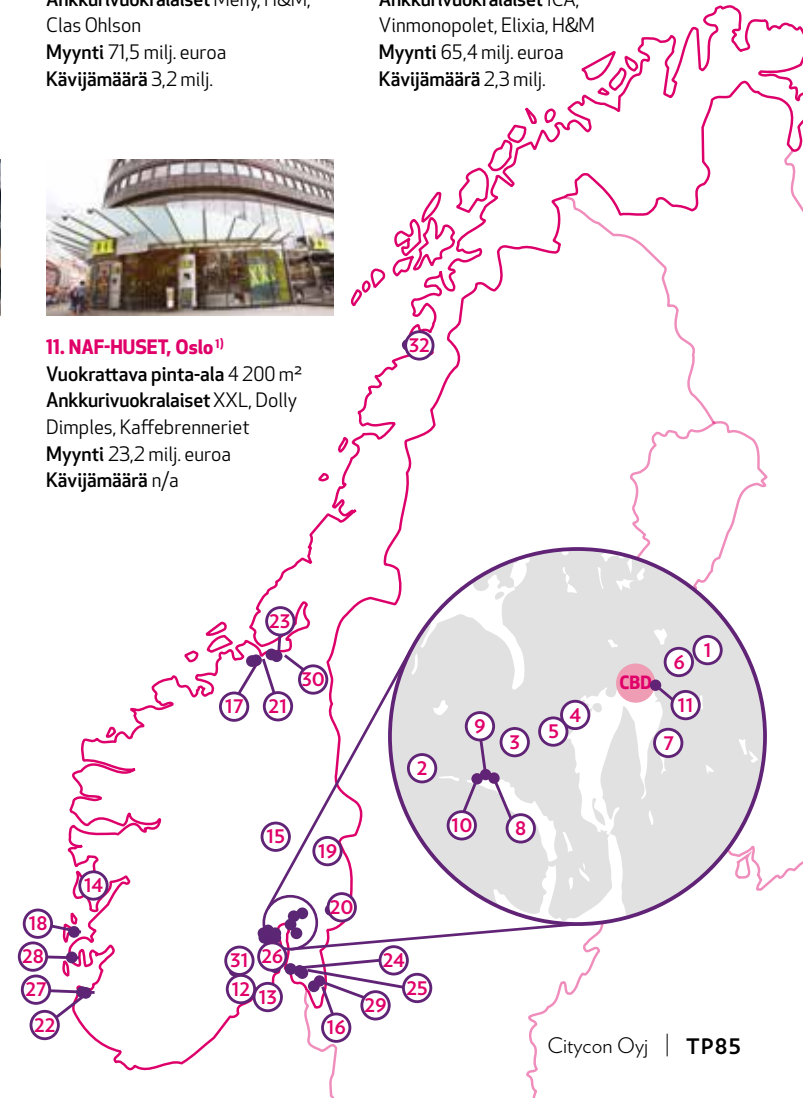 Ankkurivuokralaiset Meny, H&M,
Clas Ohlson
Myynti 71,5 milj. euroa
Kävijämäärä 3,2 milj.
Ankkurivuokralaiset ICA,
Vinmonopolet, Elixia, H&M
Myynti 65,4 milj. euroa
Kävijämäärä 2,3 milj.
11. NAF-HUSET, Oslo 1)
Vuokrattava pinta-ala 4 200 m²
Ankkurivuokralaiset XXL, Dolly
Dimples, Kaffebrenneriet
Myynti 23,2 milj. euroa
Kävijämäärä n/a
32
23
30
17
21
1
6
CBD
11
4
9
5
3
7
2
10
8
15
19
14
20
18
28
26
31
24
27
12
13
25
22
29
16
Citycon Oyj | TP85